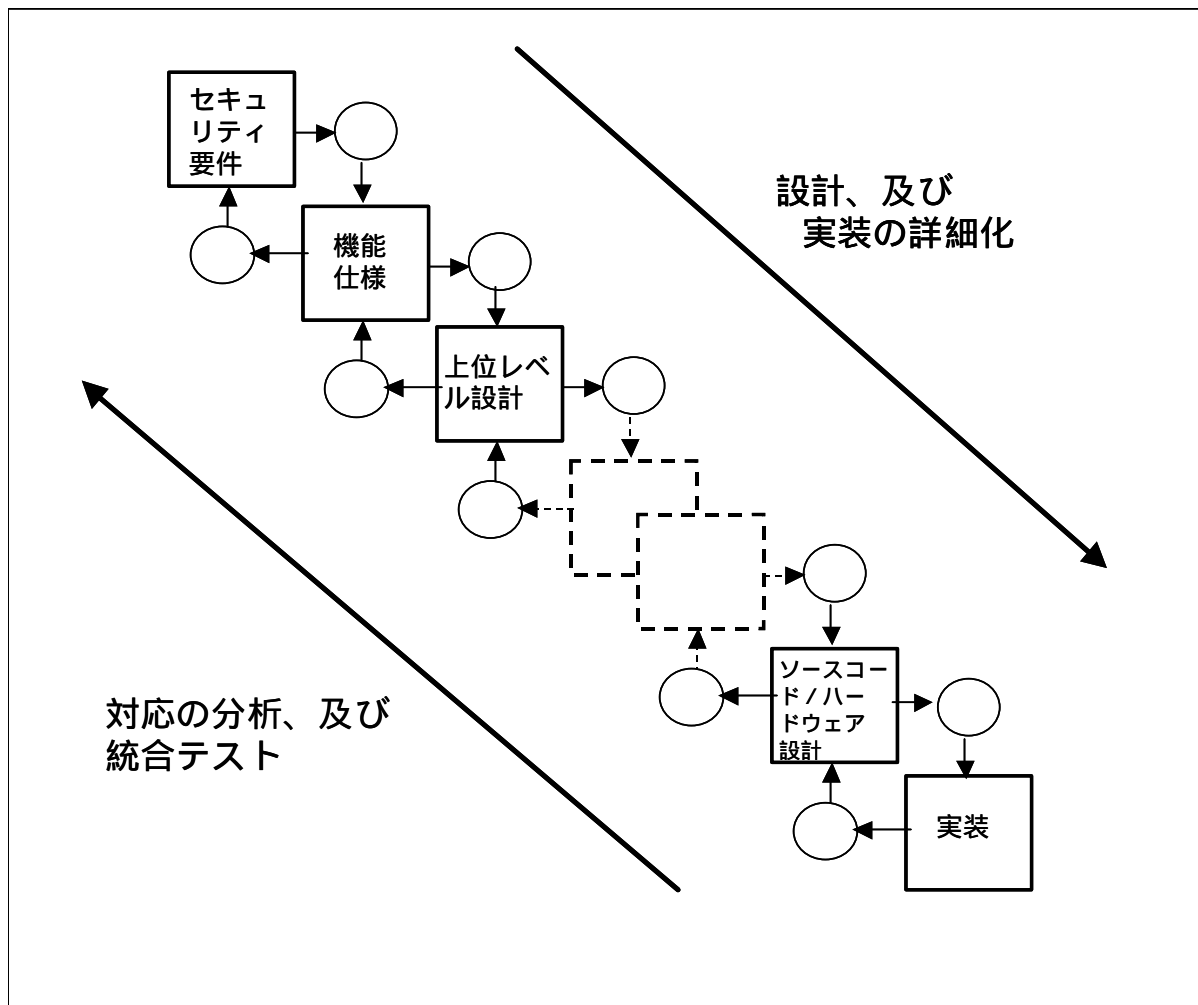 セキュ
リティ
要件
設計、及び
実装の詳細化
機能
仕様
上位レベ
ル設計
ソースコー
ド/ハー
ドウェア
設計
対応の分析、及び
統合テスト
実装